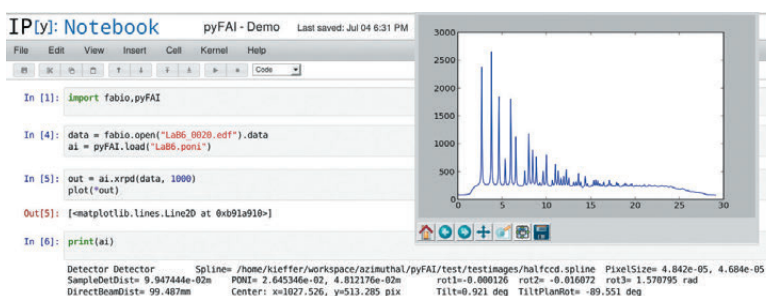 IP[y]: Notebook pyFAI - Demo Last saved: Jul 04 6:31 PM
File Edit View Insert Cell Kernel Help
Code
In [1]: import fabio,pyFAI
In [4]: data = fabio.open("LaB6_0020.edf").data
ai = pyFAI.load("LaB6.poni")
In [5]: out = ai.xrpd(data, 1000)
plot(*out)
Out[5]: [<matplotlib.lines.Line2D at 0xb91a910>]
In [6]: print(ai)
Detector Detector Spline= /home/kieffer/workspace/azimuthal/pyFAI/test/testimages/halfccd.spline PixelSize= 4.842e-05, 4.684e-05
SampleDetDist= 9.947444e-02m PONI= 2.645346e-02, 4.812176e-02m rot1=-0.000126 rot2= -0.016072 rot3= 1.570795 rad
DirectBeamDist= 99.487mm Center: x=1027.526, y=513.285 pix Tilt=0.921 deg TiltPlanRot= -89.551 deg
3000
2500
2000
1500
1000
500
0
0 5 10 15 20 25 30